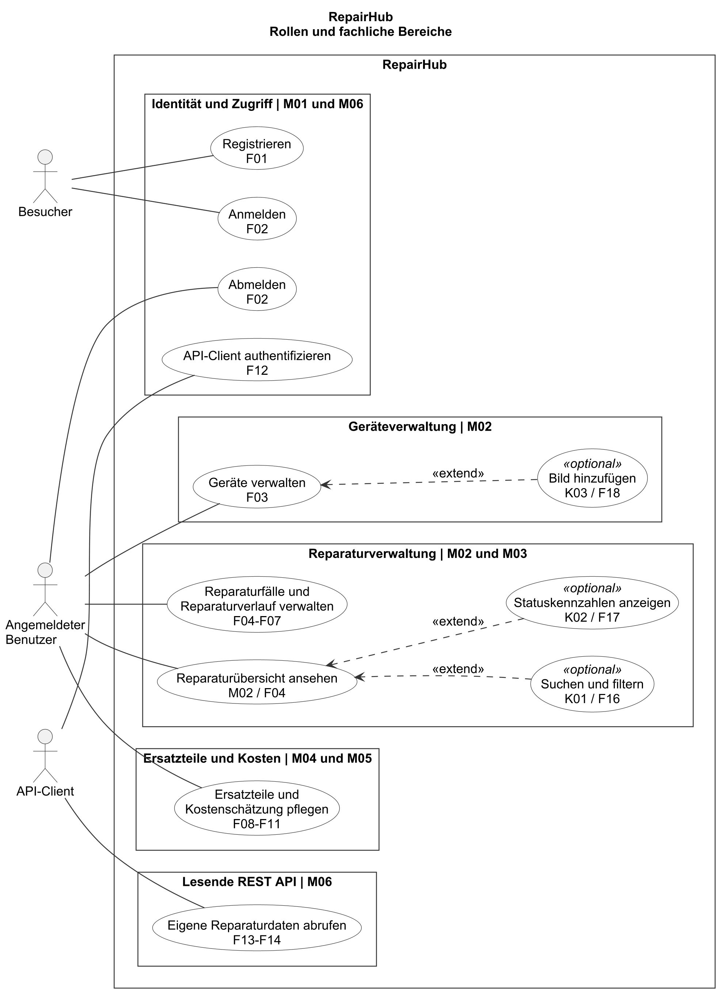 RepairHub
Rollen und fachliche Bereiche
RepairHub
Identität und Zugriff | M01 und M06
Registrieren
F01
Besucher
Anmelden
F02
Abmelden
F02
API-Client authentifizieren
F12
Geräteverwaltung | M02
Geräte verwalten
F03
«extend»
«optional»
Bild hinzufügen
K03 / F18
Reparaturverwaltung | M02 und M03
Angemeldeter
Benutzer
Reparaturfälle und
Reparaturverlauf verwalten
F04-F07
«optional»
Statuskennzahlen anzeigen
K02 / F17
«extend»
Reparaturübersicht ansehen
M02 / F04
«extend»
«optional»
Suchen und filtern
K01 / F16
Ersatzteile und Kosten | M04 und M05
API-Client
Ersatzteile und
Kostenschätzung pflegen
F08-F11
Lesende REST API | M06
Eigene Reparaturdaten abrufen
F13-F14